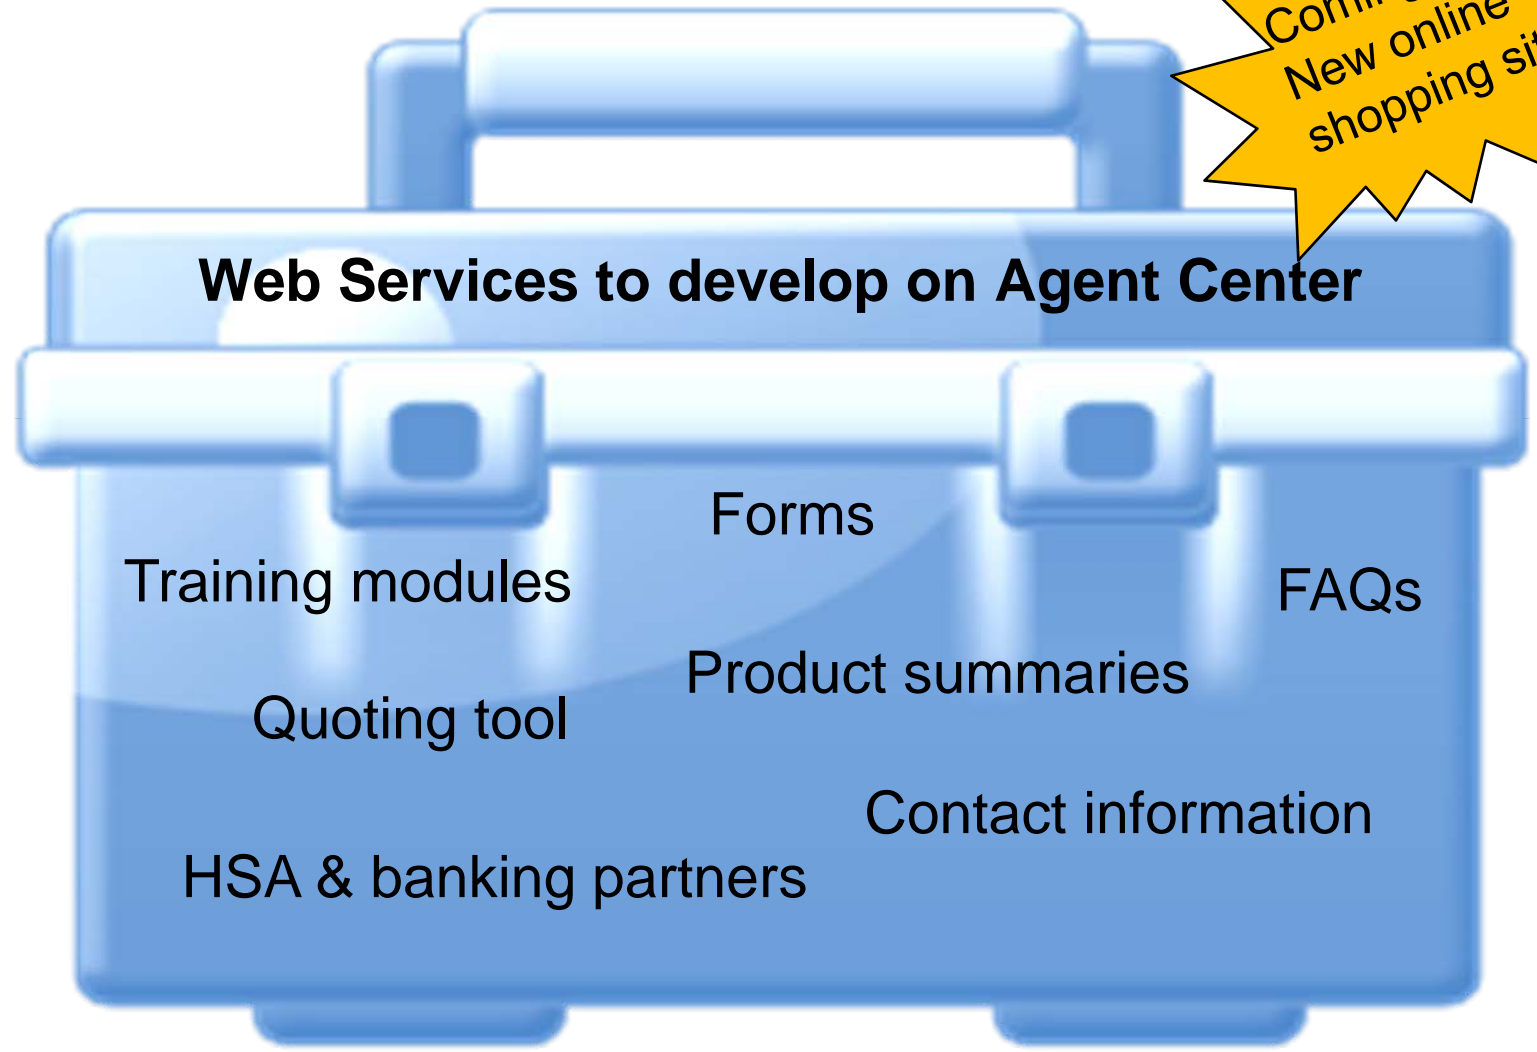 New online
shopping
Web Services to develop on Agent Center
Forms
Training modules
FAQs
Product summaries
Quoting tool
Contact information
HSA & banking partners